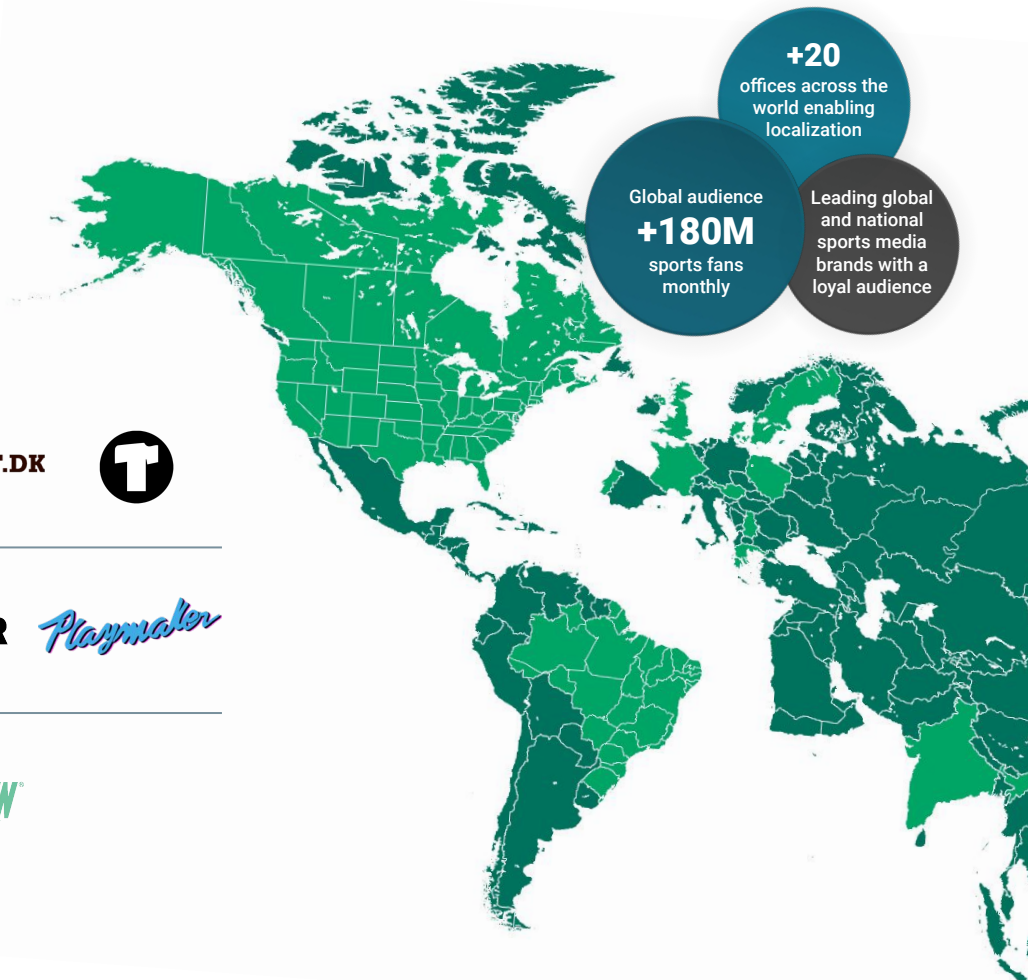 +20
offices across the
world enabling
localization
Global audience
+180M
sports fans
monthly
Leading global
and national
sports media
brands with a
loyal audience
.DK
T
R
Playmaker
W